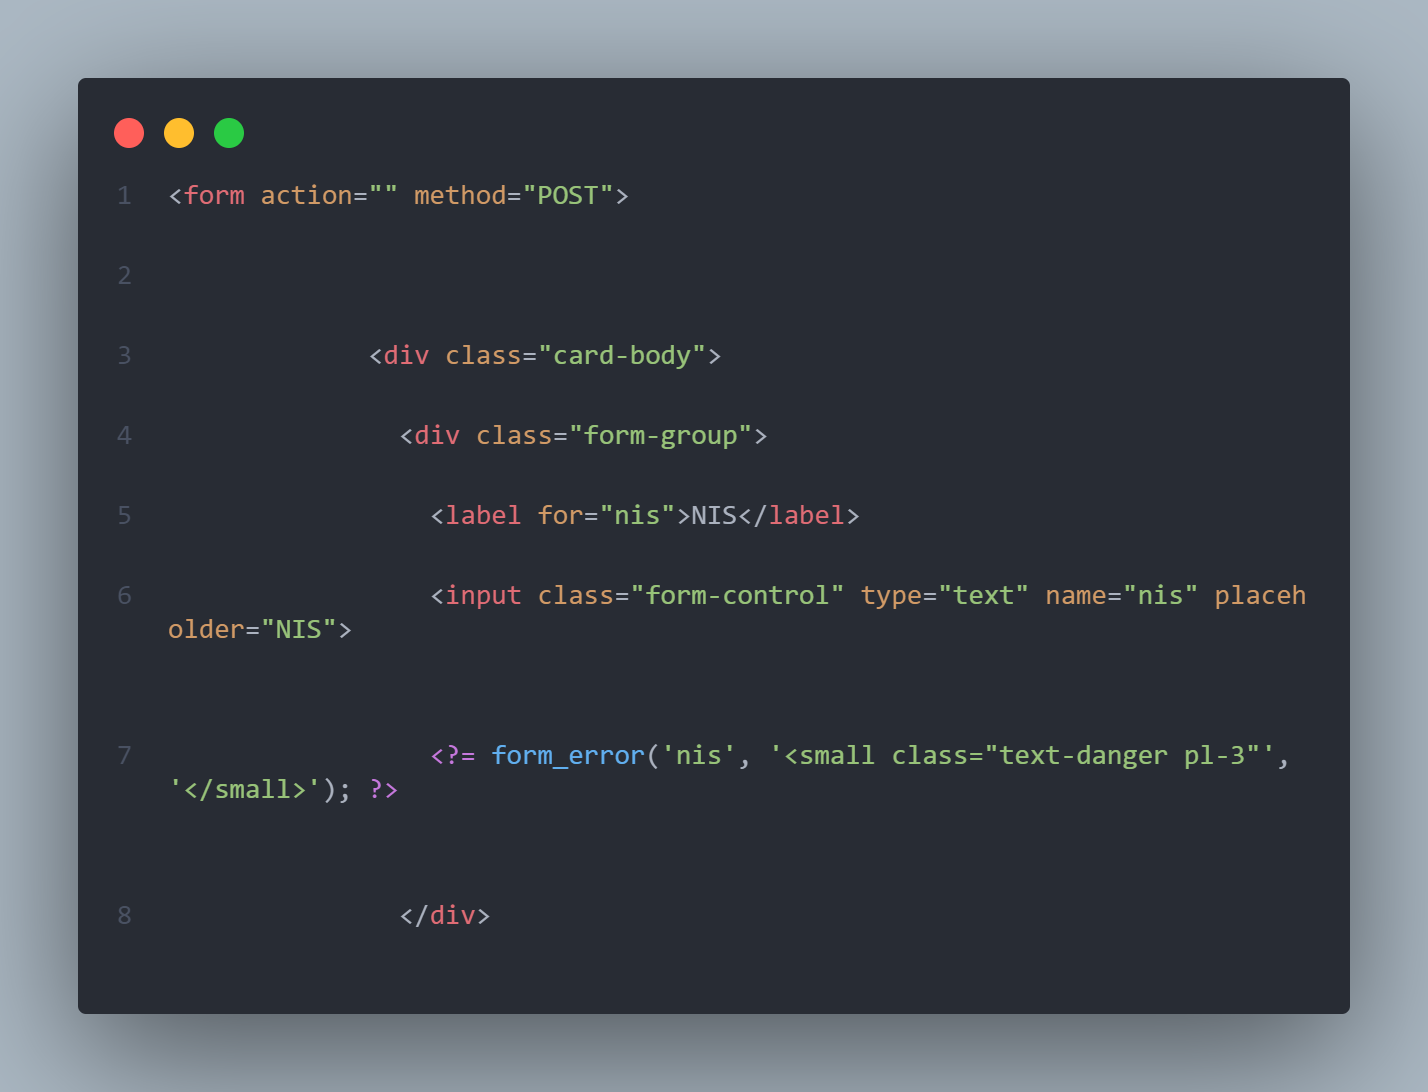 1 <form action="" method="POST">
2
3 <div class="card-body">
4 <div class="form-group">
5 <label for="nis">NIS</label>
6 <input class="form-control" type="text" name="nis" placeh
older="NIS">
7 <?= form_error('nis', '<small class="text-danger pl-3"',
'</small>'); ?>
8 </div>